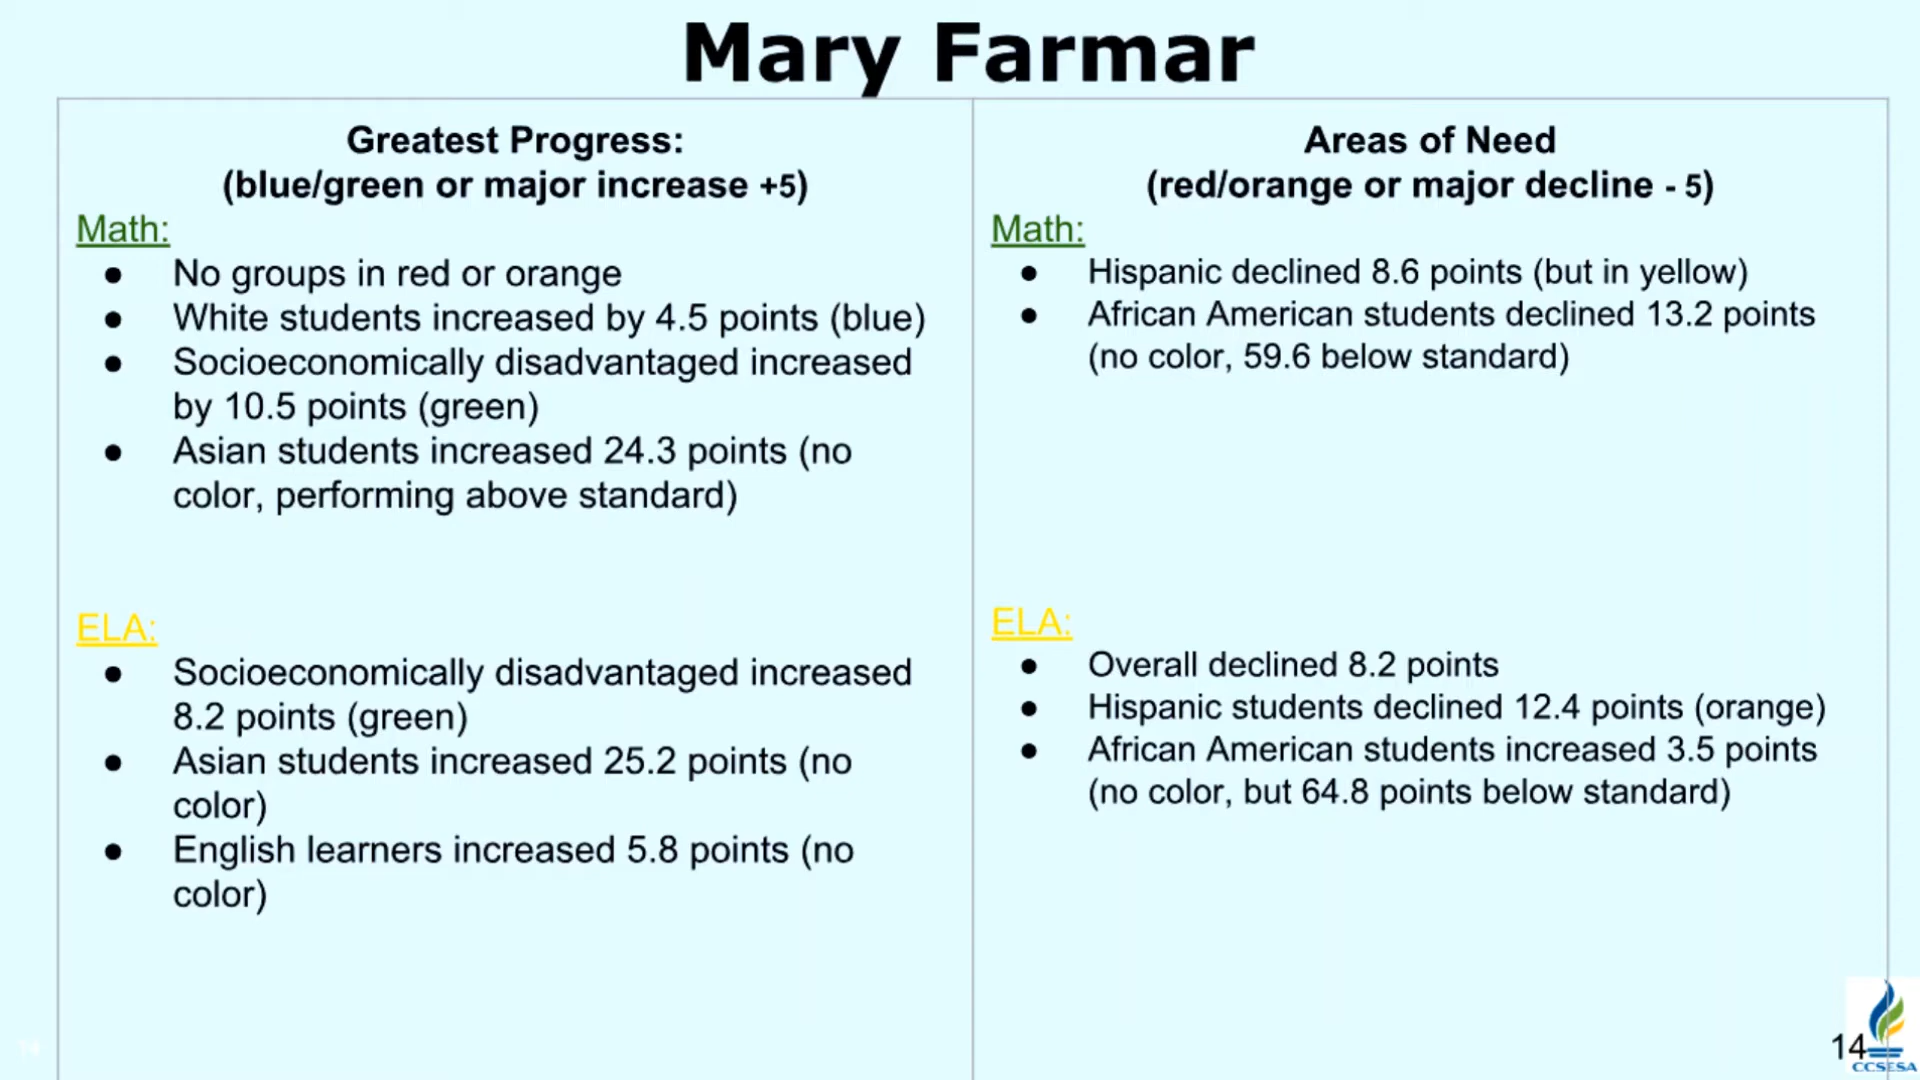 Mary Farmar
Greatest Progress:
(blue/green or major increase +5)
Math:
● No groups in red or orange
● White students increased by 4.5 points (blue)
● Socioeconomically disadvantaged increased
by 10.5 points (green)
● Asian students increased 24.3 points (no
color, performing above standard)
ELA:
● Socioeconomically disadvantaged increased
8.2 points (green)
● Asian students increased 25.2 points (no
color)
● English learners increased 5.8 points (no
color)
Areas of Need
(red/orange or major decline - 5)
Math:
● Hispanic declined 8.6 points (but in yellow)
● African American students declined 13.2 points
(no color, 59.6 below standard)
ELA:
● Overall declined 8.2 points
● Hispanic students declined 12.4 points (orange)
● African American students increased 3.5 points
(no color, but 64.8 points below standard)
14
14
CCSESA